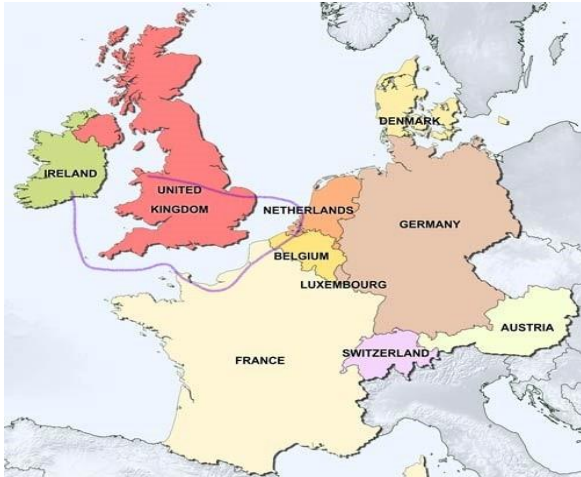 DENMARK
IRELAND
UNITED
KINGDOM
NETHERLANDS
GERMANY
BELGIUM
LUXEMBOURG
AUSTRIA
SWITZERLAND
FRANCE